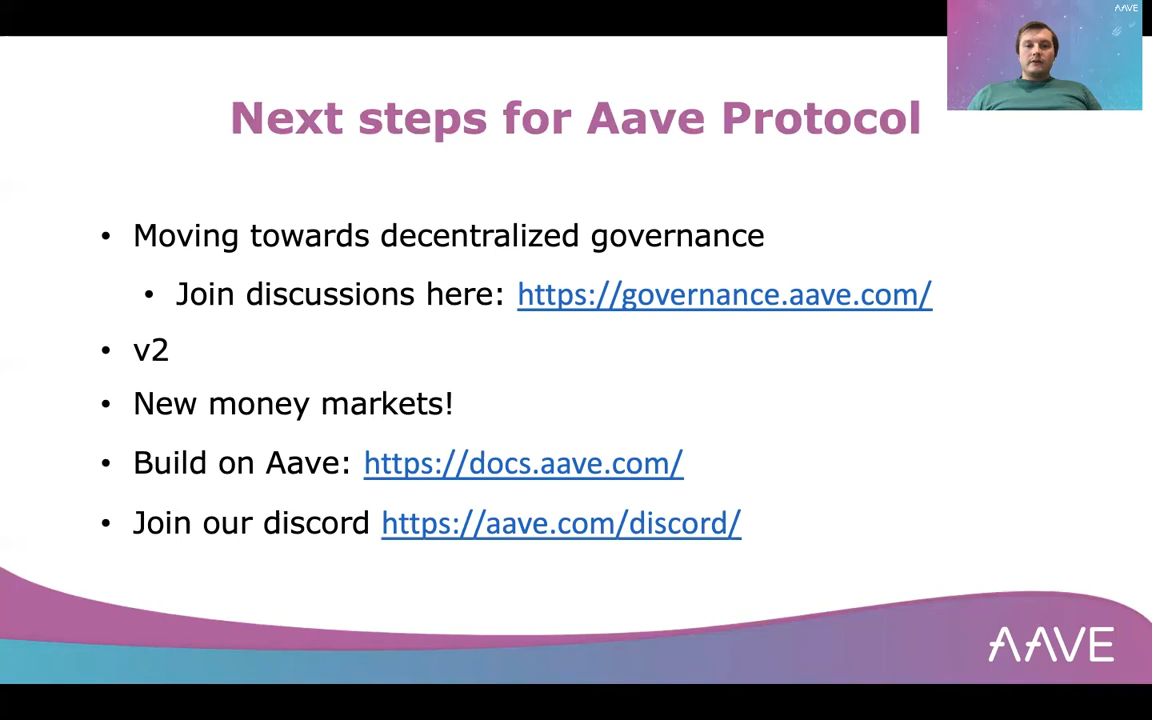 AAVE
Next steps for Aave Protocol
• Moving towards decentralized governance
• Join discussions here: https://governance.aave.com/
• v2
• New money markets!
• Build on Aave: https://docs.aave.com/
• Join our discord https://aave.com/discord/
AAVE